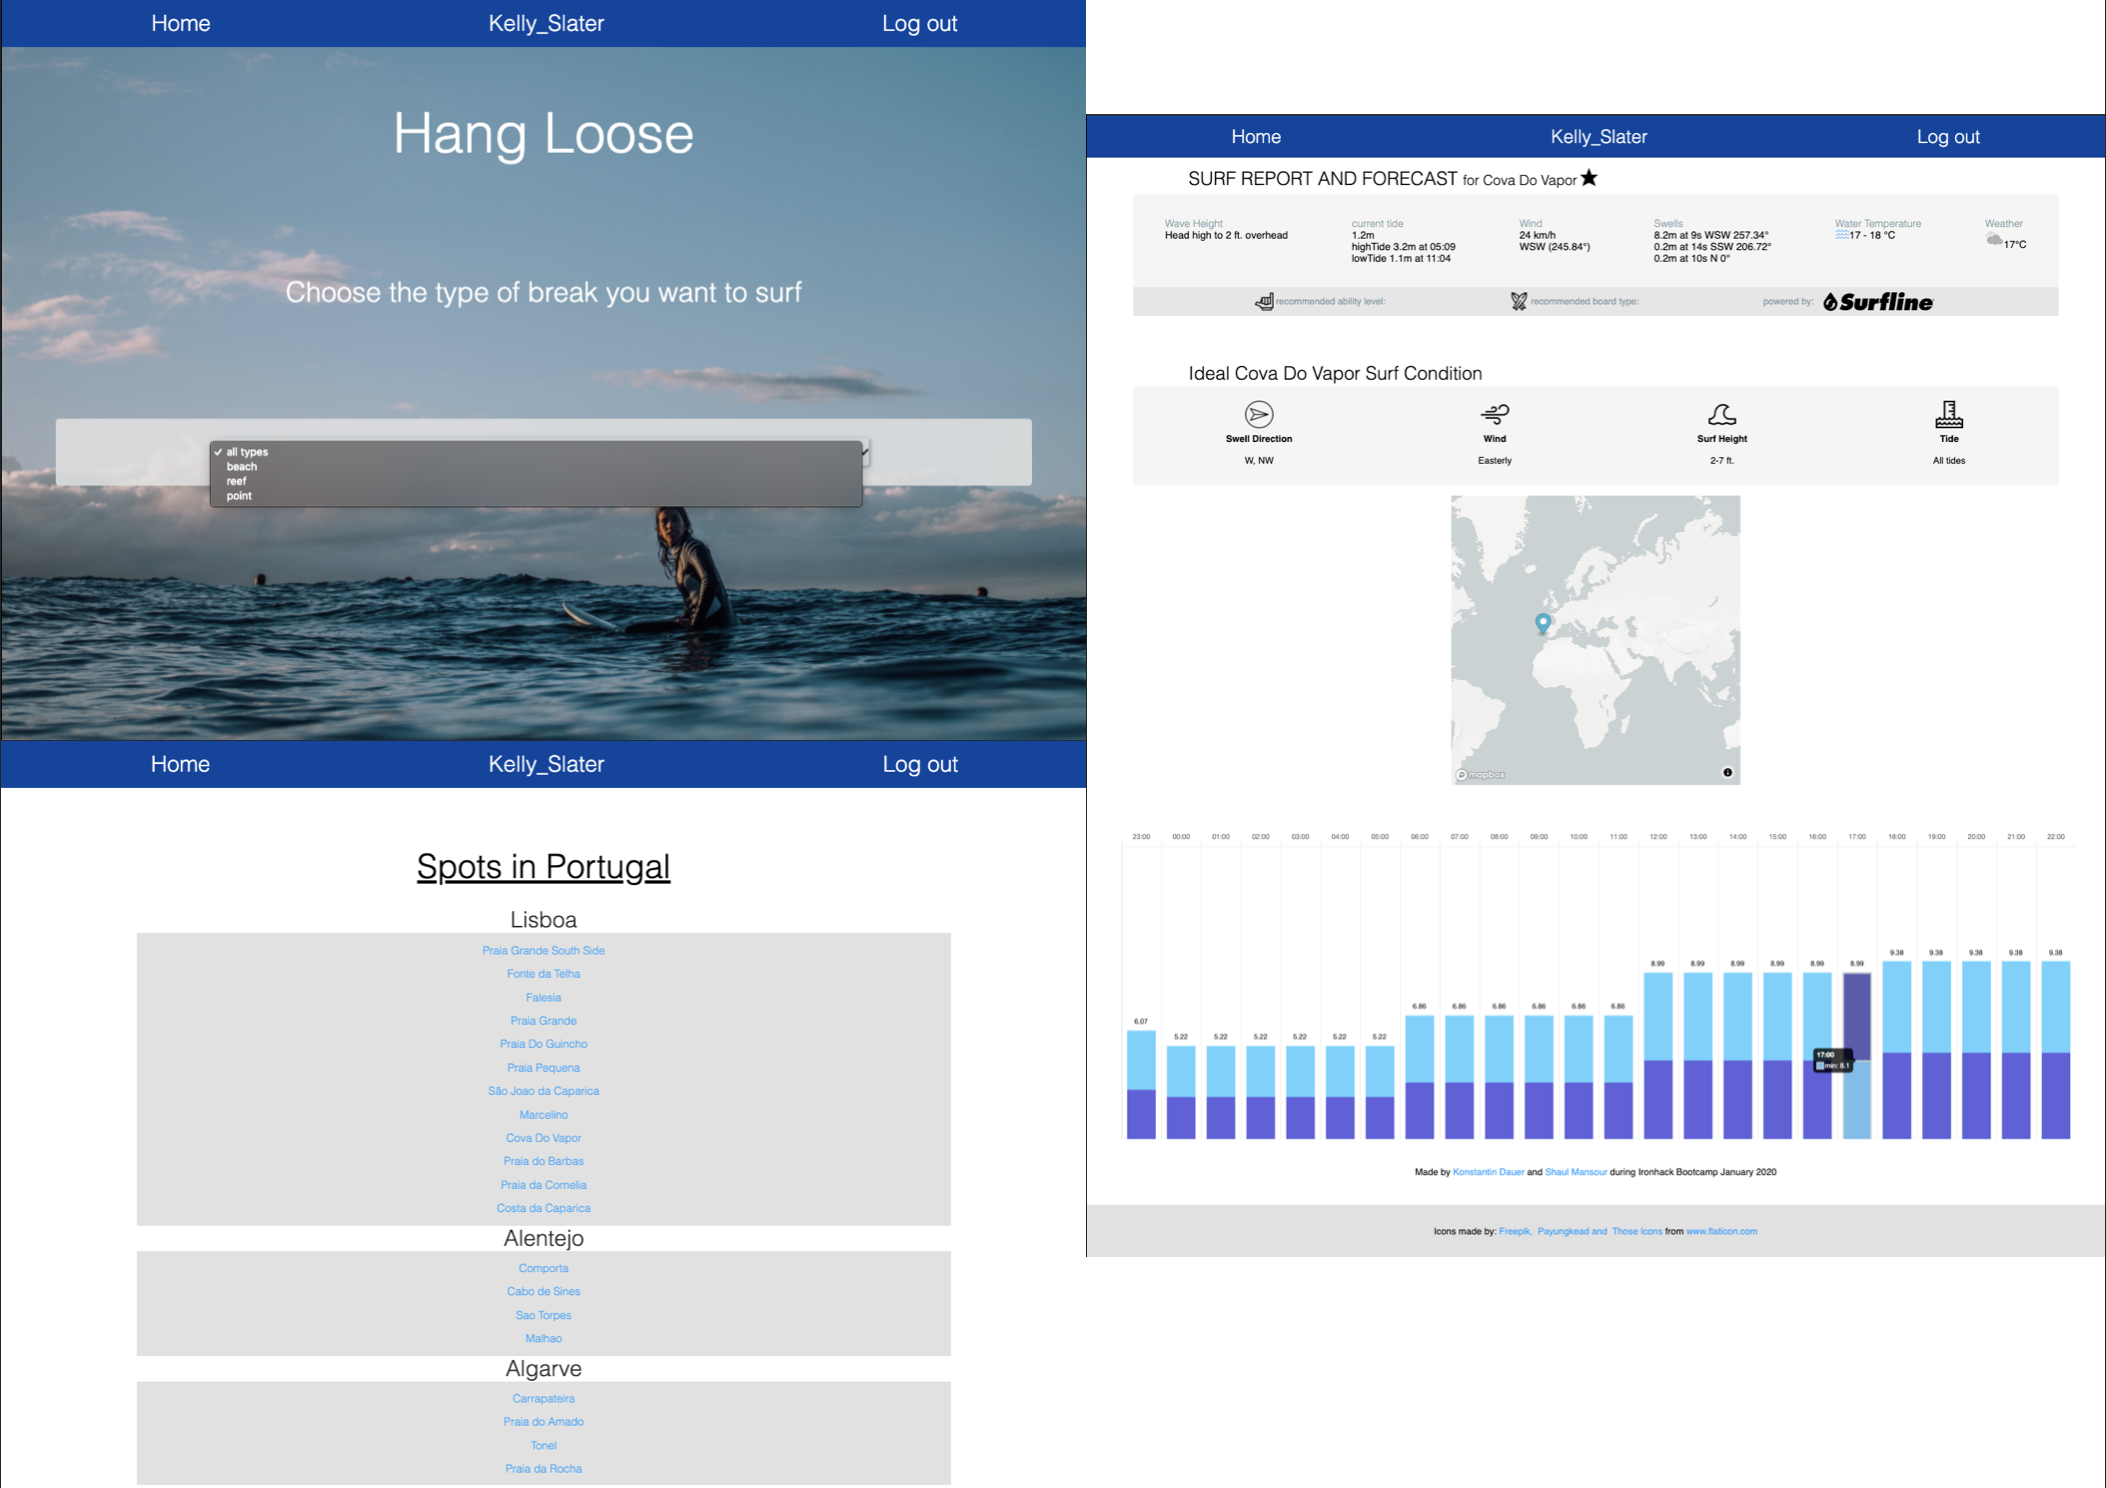 Home Kelly_Slater Log out
Hang Loose
Choose the type of break you want to surf
✓ all types
beach
reef
point
Home Kelly_Slater Log out
Spots in Portugal
Lisboa
Praia Grande South Side
Fonte da Telha
Falesia
Praia Grande
Praia Do Guincho
Praia Pequena
São Joao da Caparica
Marcelino
Cova Do Vapor
Praia do Barbas
Praia da Cornelia
Costa da Caparica
Alentejo
Comporta
Cabo de Sines
Sao Torpes
Malhao
Algarve
Carrapateira
Praia do Amado
Tonel
Praia da Rocha
Home Kelly_Slater Log out
SURF REPORT AND FORECAST for Cova Do Vapor
Wave Height current tide Wind Swells Water Temperature Weather
Head high to 2 ft. overhead 1.2m 24 km/h 8.2m at 9s WSW 257.34° 17 - 18 °C 17°C
highTide 3.2m at 05:09 WSW (245.84°) 0.2m at 14s SSW 206.72°
lowTide 1.1m at 11:04 0.2m at 10s N 0°
recommended ability level: recommended board type: powered by: Surfline
Ideal Cova Do Vapor Surf Condition
Swell Direction Wind Surf Height Tide
W, NW Easterly 2-7 ft. All tides
mapbox
23:00 00:00 01:00 02:00 03:00 04:00 05:00 06:00 07:00 08:00 09:00 10:00 11:00 12:00 13:00 14:00 15:00 16:00 17:00 18:00 19:00 20:00 21:00 22:00
6.07 5.22 5.22 5.22 5.22 5.22 5.22 6.86 6.86 6.86 6.86 6.86 6.86 8.99 8.99 8.99 8.99 8.99 8.99 9.38 9.38 9.38 9.38 9.38
17:00
min: 8.1
Made by Konstantin Dauer and Shaul Mansour during Ironhack Bootcamp January 2020
Icons made by: Freepik, Payungkead and Those Icons from www.flaticon.com